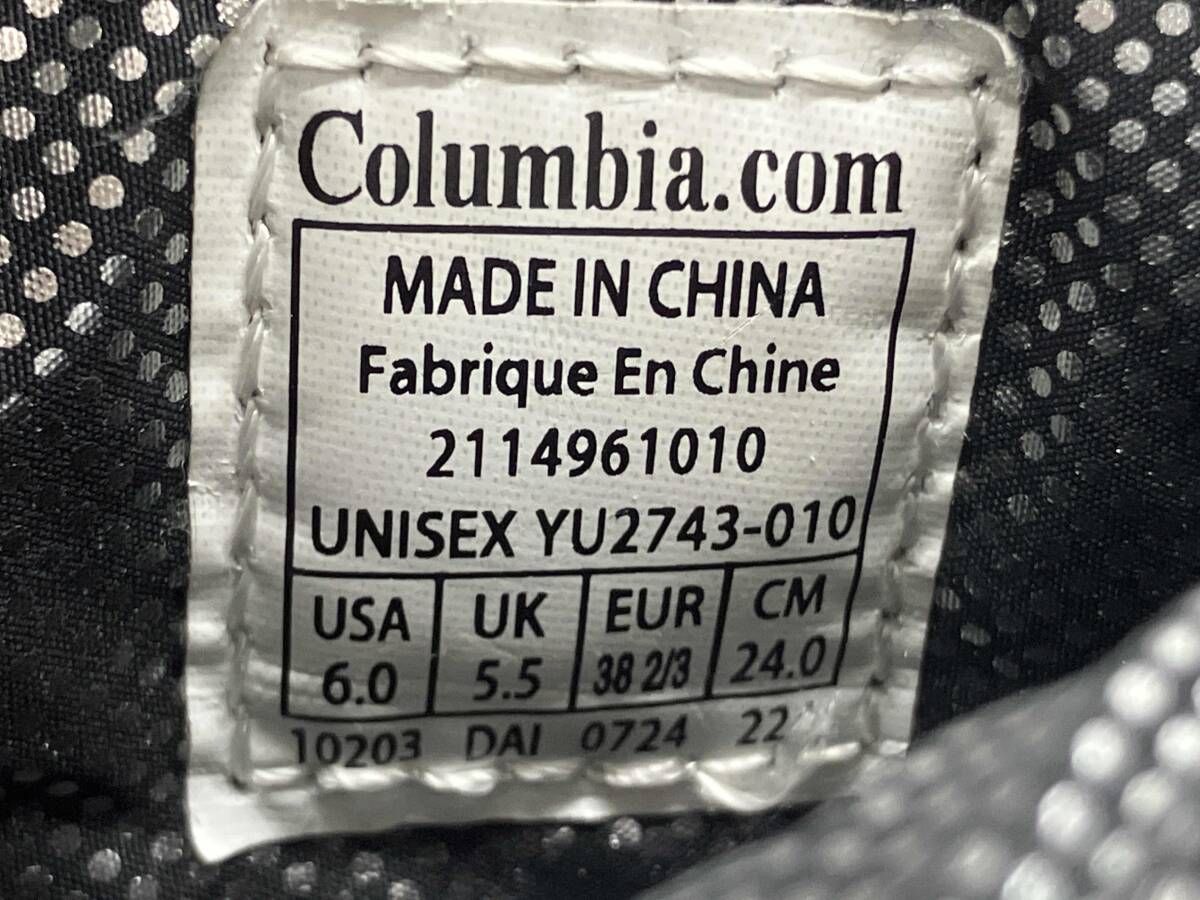 Columbia.com
MADE IN CHINA
Fabrique En Chine
2114961010
UNISEX YU2743-010
USA UK EUR CM
6.0 5.5 38 2/3 24.0
10203 DAI 0724 22